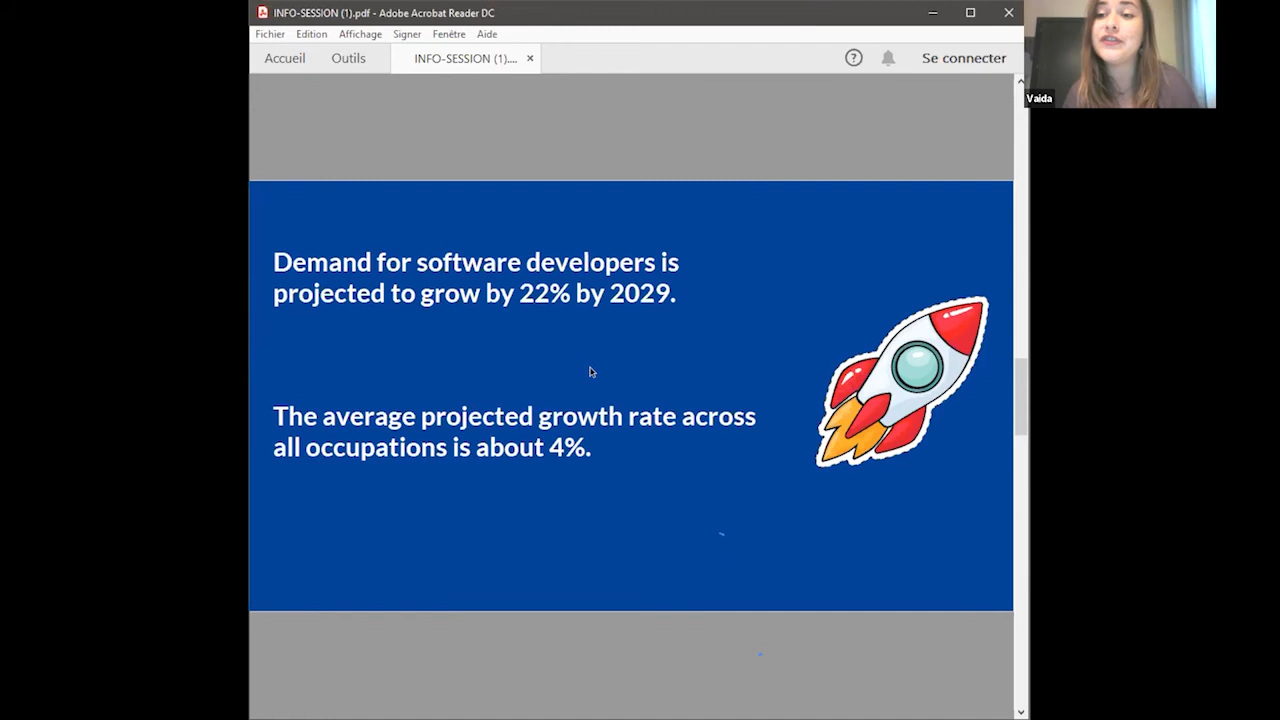 INFO-SESSION (1).pdf - Adobe Acrobat Reader DC
Fichier Edition Affichage Signer Fenêtre Aide
Accueil Outils INFO-SESSION (1).... × ? Se connecter
Vaida
Demand for software developers is
projected to grow by 22% by 2029.
The average projected growth rate across
all occupations is about 4%.